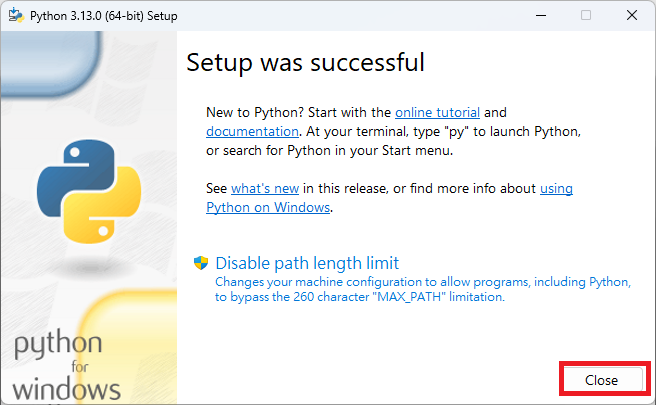 Python 3.13.0 (64-bit) Setup
Setup was successful
New to Python? Start with the online tutorial and
documentation. At your terminal, type "py" to launch Python,
or search for Python in your Start menu.
See what's new in this release, or find more info about using
Python on Windows.
Disable path length limit
Changes your machine configuration to allow programs, including Python,
to bypass the 260 character "MAX_PATH" limitation.
python
for
windows
Close